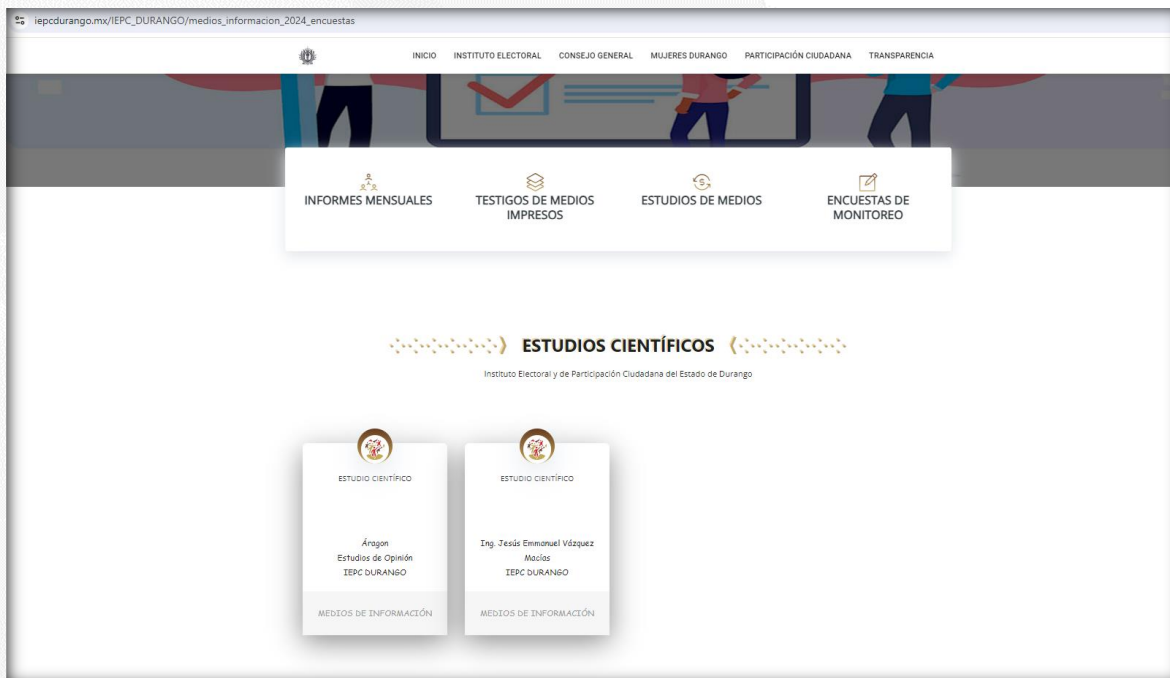 iepcdurango.mx/IEPC_DURANGO/medios_informacion_2024_encuestas
INICIO INSTITUTO ELECTORAL CONSEJO GENERAL MUJERES DURANGO PARTICIPACIÓN CIUDADANA TRANSPARENCIA
INFORMES MENSUALES
TESTIGOS DE MEDIOS
IMPRESOS
ESTUDIOS DE MEDIOS
ENCUESTAS DE
MONITOREO
ESTUDIOS CIENTÍFICOS
Instituto Electoral y de Participación Ciudadana del Estado de Durango
ESTUDIO CIENTÍFICO
Áragon
Estudios de Opinión
IEPC DURANGO
MEDIOS DE INFORMACIÓN
ESTUDIO CIENTÍFICO
Ing. Jesús Emmanuel Vázquez
Macías
IEPC DURANGO
MEDIOS DE INFORMACIÓN